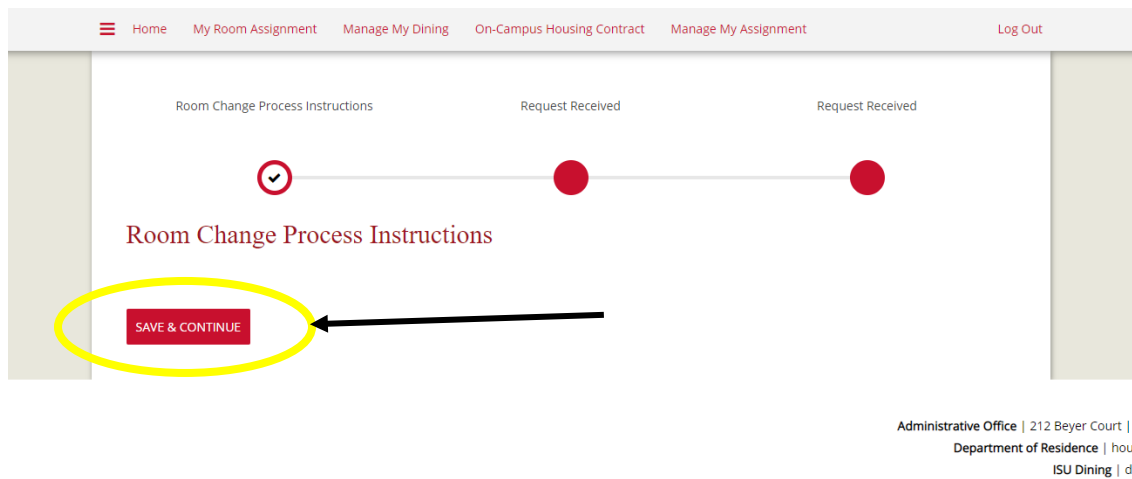 Home My Room Assignment Manage My Dining On-Campus Housing Contract Manage My Assignment Log Out
Room Change Process Instructions Request Received Request Received
Room Change Process Instructions
SAVE & CONTINUE
Administrative Office | 212 Beyer Court |
Department of Residence | hou
ISU Dining | d